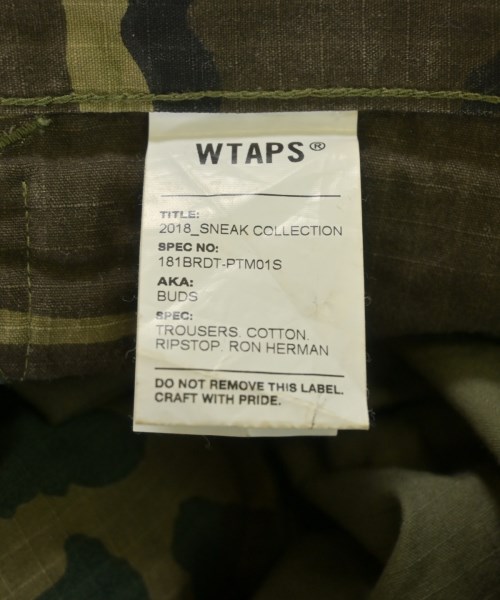 WTAPS®
TITLE:
2018_SNEAK COLLECTION
SPEC NO:
181BRDT-PTM01S
AKA:
BUDS
SPEC:
TROUSERS. COTTON.
RIPSTOP. RON HERMAN
DO NOT REMOVE THIS LABEL.
CRAFT WITH PRIDE.